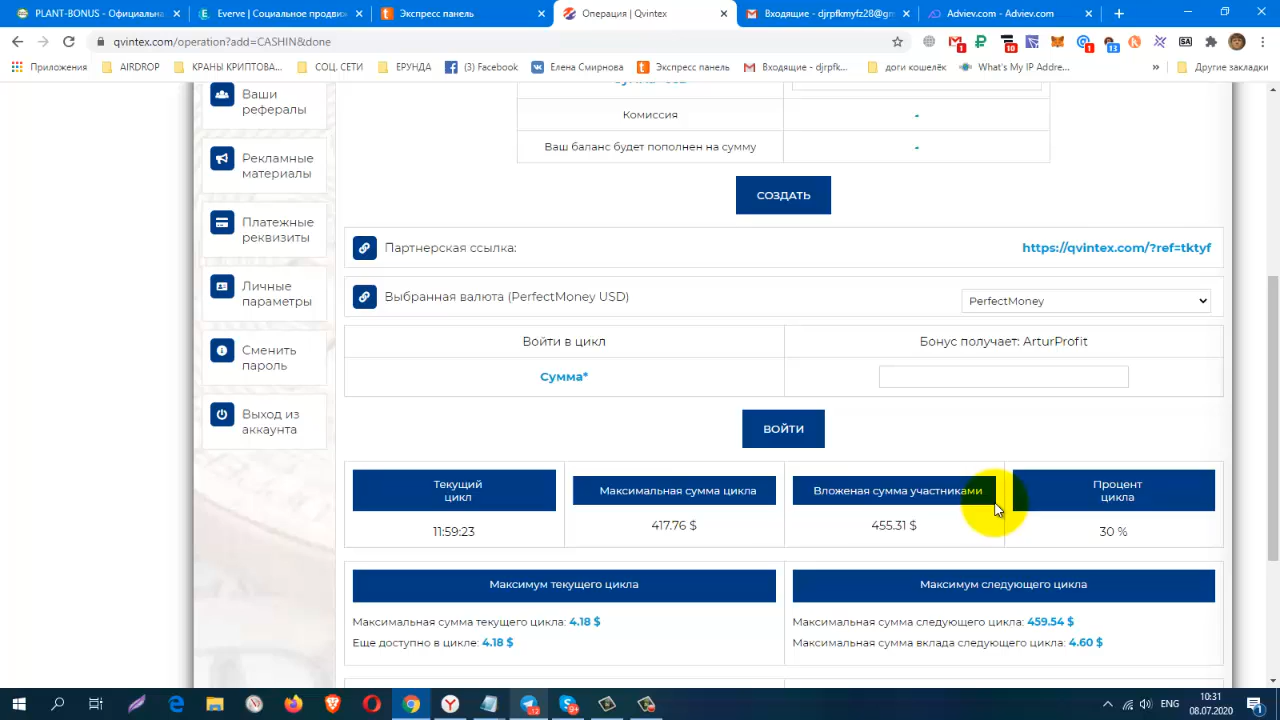 PLANT-BONUS - Официальна
Everve | Социальное продвиж
Экспресс панель
Операция | Qvintex
Входящие - djrpfkmyfz28@gm
Adviev.com - Adviev.com
qvintex.com/operation?add=CASHIN&done
Приложения
AIRDROP
КРАНЫ КРИПТОВА...
СОЦ. СЕТИ
ЕРУНДА
(3) Facebook
Елена Смирнова
Экспресс панель
Входящие - djrpfk...
доги кошелёк
What's My IP Addre...
Другие закладки
Ваши
рефералы
Комиссия
-
Ваш баланс будет пополнен на сумму
-
Рекламные
материалы
СОЗДАТЬ
Платежные
реквизиты
Партнерская ссылка:
https://qvintex.com/?ref=tktyf
Личные
параметры
Выбранная валюта (PerfectMoney USD)
PerfectMoney
Войти в цикл
Бонус получает: ArturProfit
Сменить
пароль
Сумма*
Выход из
аккаунта
ВОЙТИ
Текущий
цикл
Максимальная сумма цикла
Вложеная сумма участниками
Процент
цикла
11:59:23
417.76 $
455.31 $
30 %
Максимум текущего цикла
Максимум следующего цикла
Максимальная сумма текущего цикла: 4.18 $
Максимальная сумма следующего цикла: 459.54 $
Еще доступно в цикле: 4.18 $
Максимальная сумма вклада следующего цикла: 4.60 $
ENG
10:31
08.07.2020